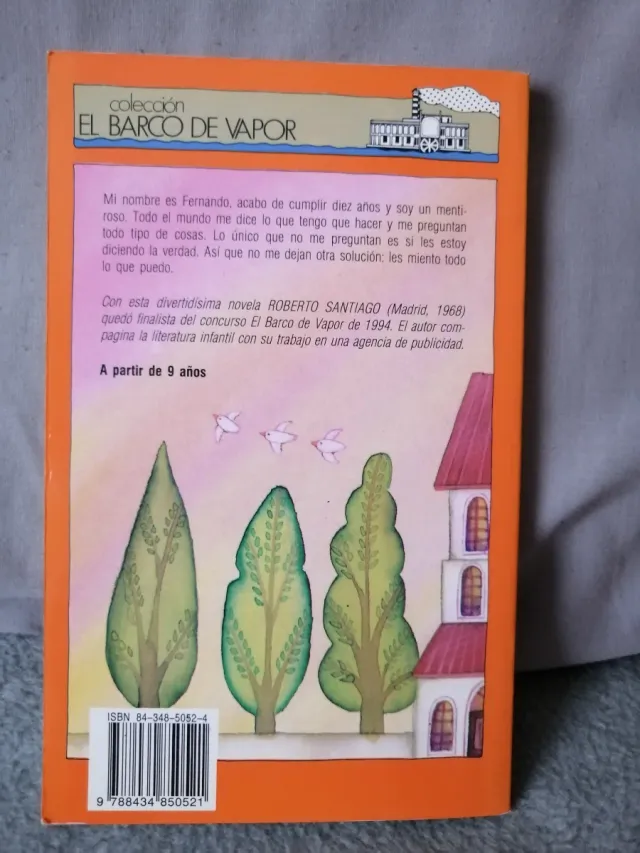 colección
EL BARCO DE VAPOR
Mi nombre es Fernando, acabo de cumplir diez años y soy un menti-
roso. Todo el mundo me dice lo que tengo que hacer y me preguntan
todo tipo de cosas. Lo único que no me preguntan es si les estoy
diciendo la verdad. Así que no me dejan otra solución: les miento todo
lo que puedo.
Con esta divertidísima novela ROBERTO SANTIAGO (Madrid, 1968)
quedó finalista del concurso El Barco de Vapor de 1994. El autor com-
pagina la literatura infantil con su trabajo en una agencia de publicidad.
A partir de 9 años
ISBN 84-348-5052-4
9 788434 850521